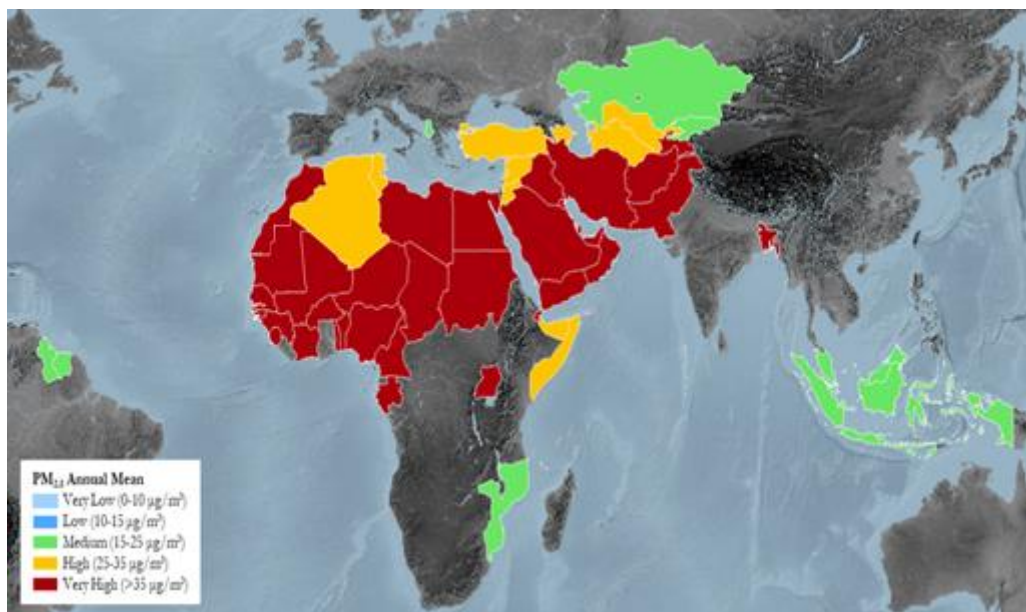 PM2.5 Annual Mean
Very Low (0-10 µg/m³)
Low (10-15 µg/m³)
Medium (15-25 µg/m³)
High (25-35 µg/m³)
Very High (>35 µg/m³)